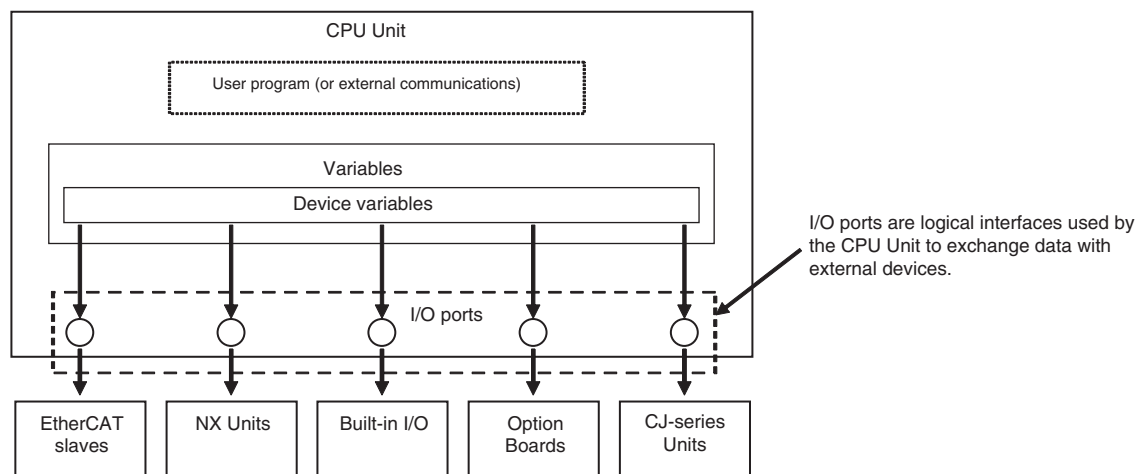 CPU Unit
User program (or external communications)
Variables
Device variables
I/O ports are logical interfaces used by
the CPU Unit to exchange data with
external devices.
I/O ports
EtherCAT
slaves
NX Units
Built-in I/O
Option
Boards
CJ-series
Units